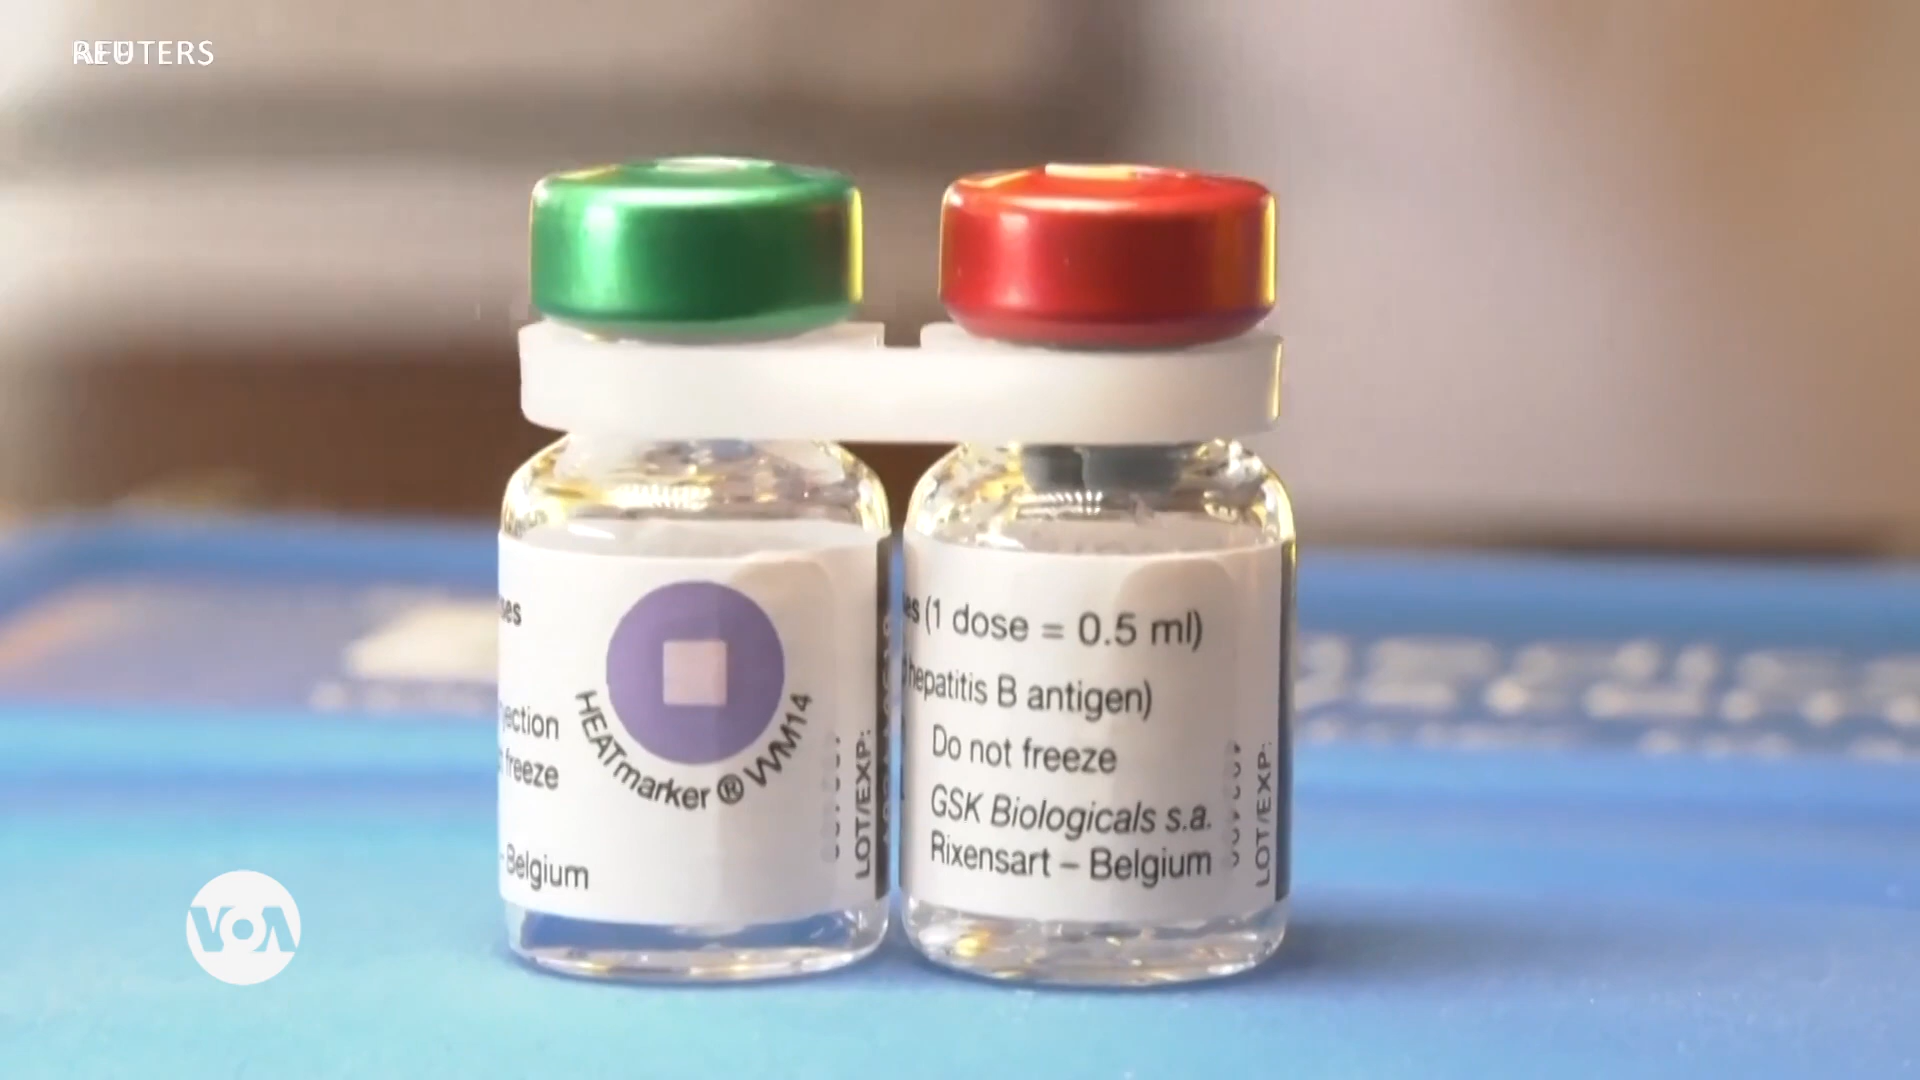 REUTERS
ses
jection
freeze
- Belgium
HEATmarker ® VVM14
LOT/EXP:
es (1 dose = 0.5 ml)
hepatitis B antigen)
Do not freeze
GSK Biologicals s.a.
Rixensart – Belgium
LOT/EXP:
VOA